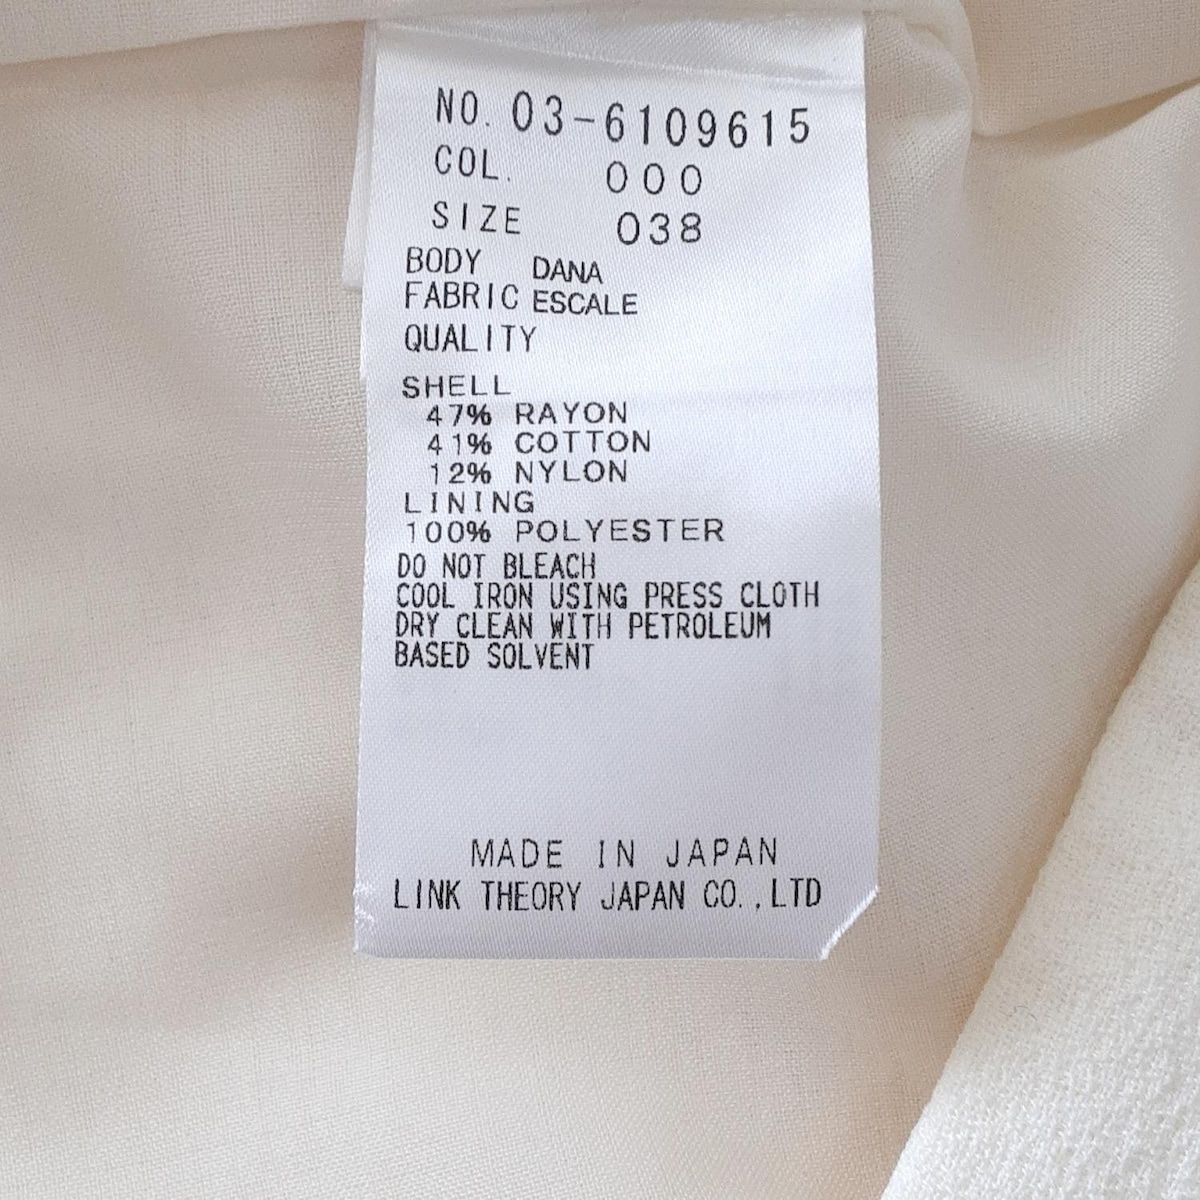 NO. 03-6109615
COL. 000
SIZE 038
BODY DANA
FABRIC ESCALE
QUALITY
SHELL
47% RAYON
41% COTTON
12% NYLON
LINING
100% POLYESTER
DO NOT BLEACH
COOL IRON USING PRESS CLOTH
DRY CLEAN WITH PETROLEUM
BASED SOLVENT
MADE IN JAPAN
LINK THEORY JAPAN CO.,LTD